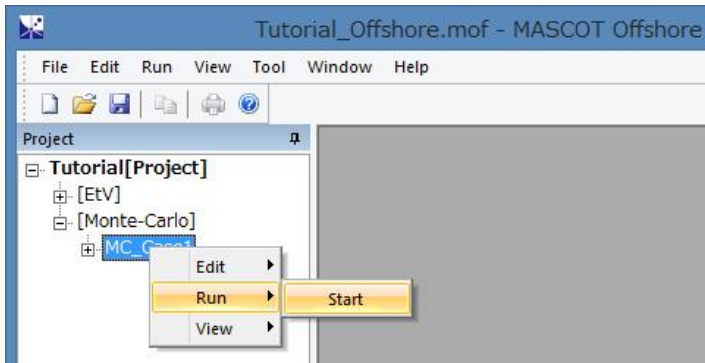 Tutorial_Offshore.mof - MASCOT Offshore
File Edit Run View Tool Window Help
Project
Tutorial[Project]
[EtV]
[Monte-Carlo]
MC_Case1
Edit
Run Start
View